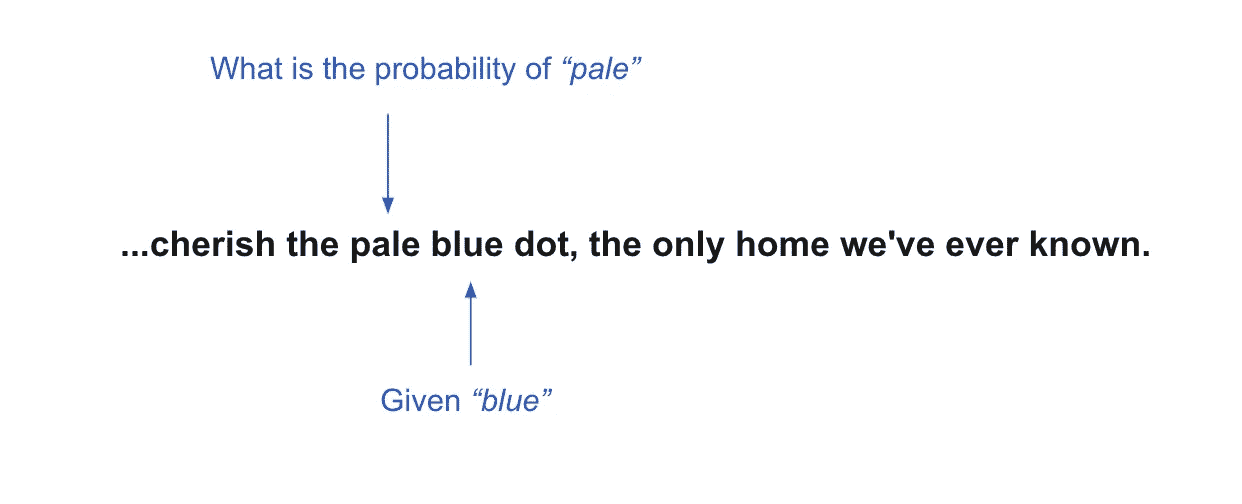 What is the probability of “pale”
...cherish the pale blue dot, the only home we've ever known.
Given “blue”